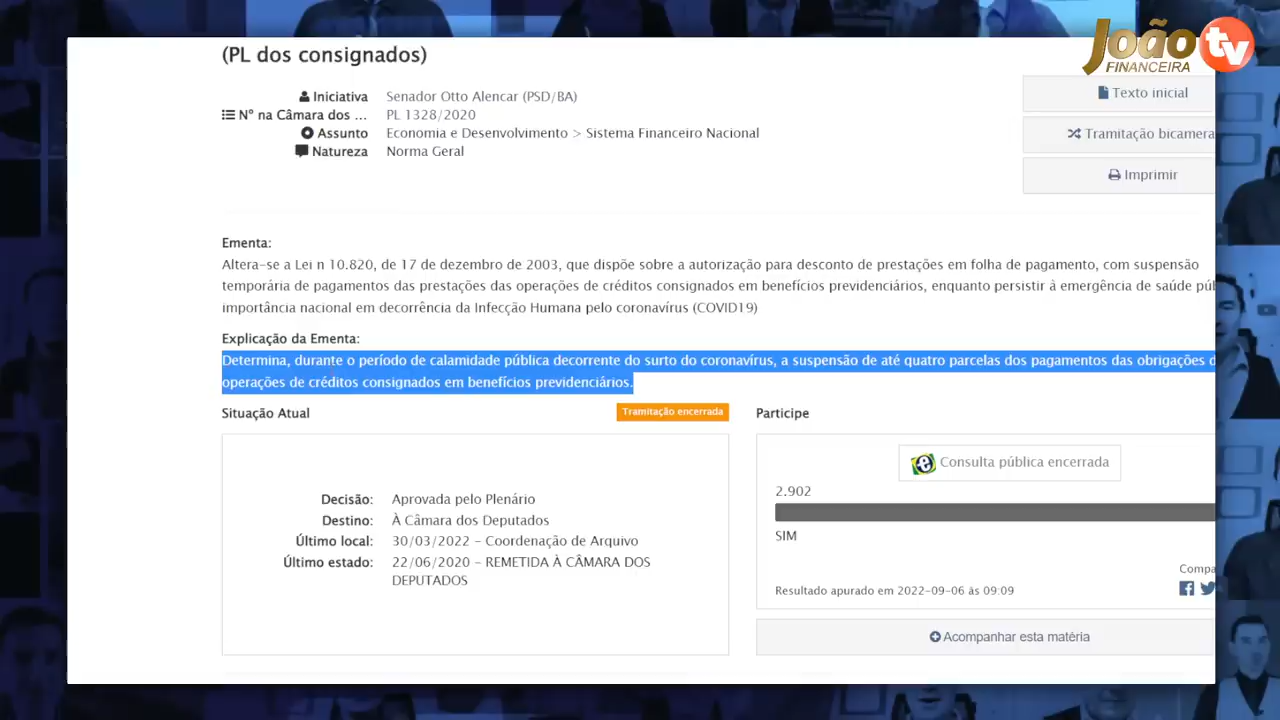 João tv
FINANCEIRA
(PL dos consignados)
Iniciativa Senador Otto Alencar (PSD/BA)
Nº na Câmara dos ... PL 1328/2020
Assunto Economia e Desenvolvimento > Sistema Financeiro Nacional
Natureza Norma Geral
Texto inicial
Tramitação bicamera
Imprimir
Ementa:
Altera-se a Lei n 10.820, de 17 de dezembro de 2003, que dispõe sobre a autorização para desconto de prestações em folha de pagamento, com suspensão
temporária de pagamentos das prestações das operações de créditos consignados em benefícios previdenciários, enquanto persistir à emergência de saúde púb
importância nacional em decorrência da Infecção Humana pelo coronavírus (COVID19)
Explicação da Ementa:
Determina, durante o período de calamidade pública decorrente do surto do coronavírus, a suspensão de até quatro parcelas dos pagamentos das obrigações d
operações de créditos consignados em benefícios previdenciários.
Situação Atual
Tramitação encerrada
Decisão: Aprovada pelo Plenário
Destino: À Câmara dos Deputados
Último local: 30/03/2022 - Coordenação de Arquivo
Último estado: 22/06/2020 - REMETIDA À CÂMARA DOS
DEPUTADOS
Participe
Consulta pública encerrada
2.902
SIM
Compa
Resultado apurado em 2022-09-06 às 09:09
Acompanhar esta matéria